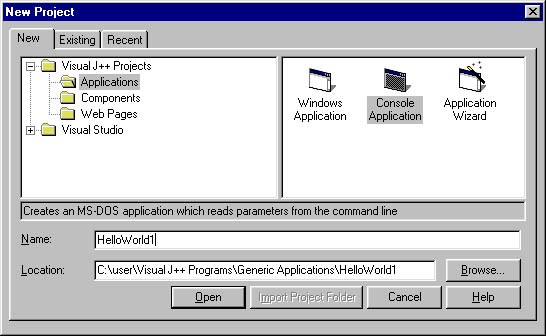 New Project
New
Existing
Recent
Visual J++ Projects
Applications
Components
Web Pages
Visual Studio
Windows
Application
Console
Application
Application
Wizard
Creates an MS-DOS application which reads parameters from the command line
Name:
HelloWorld1
Location:
C:\user\Visual J++ Programs\Generic Applications\HelloWorld1
Browse...
Open
Import Project Folder
Cancel
Help